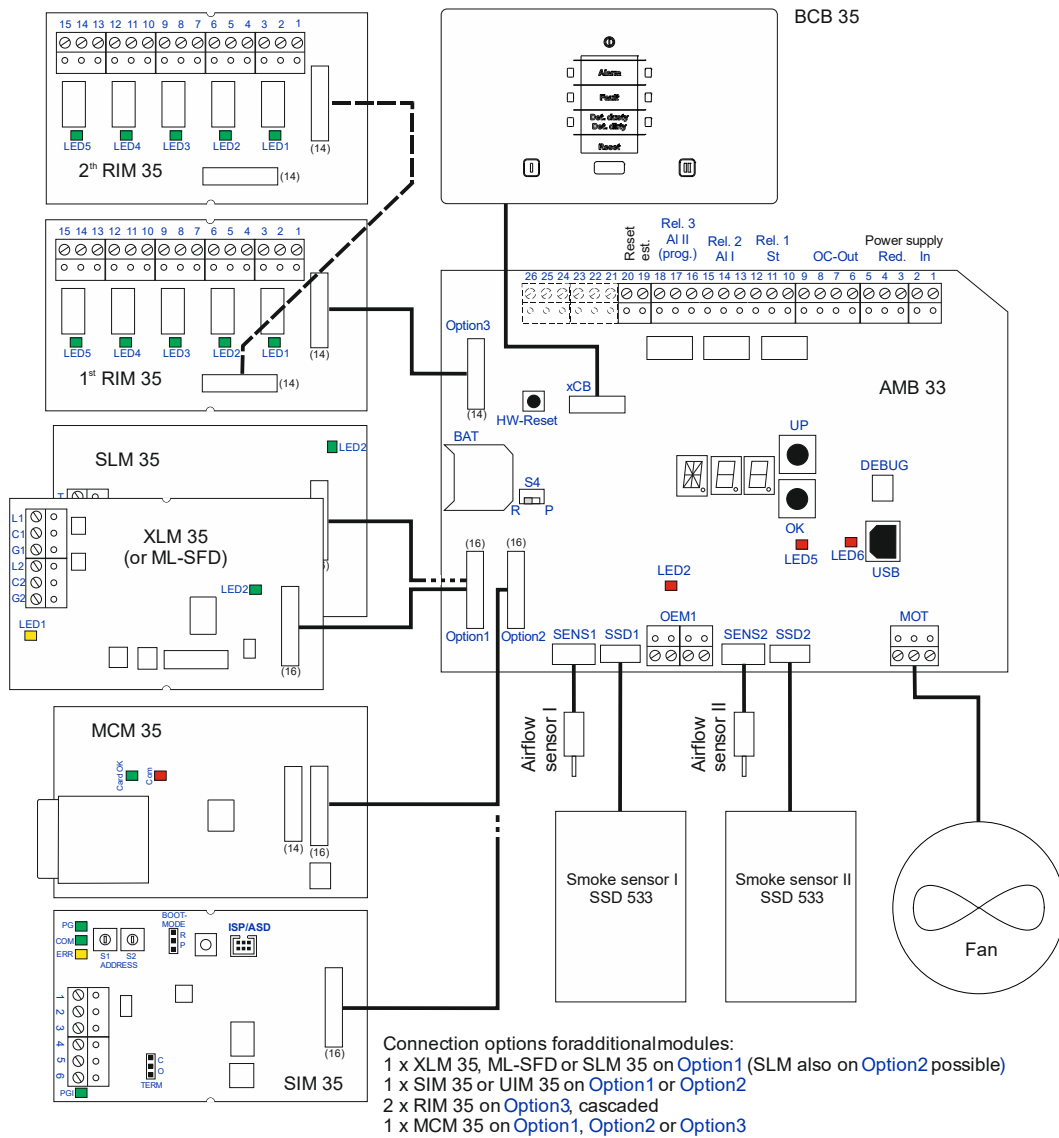 BCB 35
15 14 13 12 11 10 9 8 7 6 5 4 3 2 1
LED5 LED4 LED3 LED2 LED1
(14)
2th RIM 35
(14)
Alarm
Fault
Det. dusty
Det. dirty
Reset
I
II
15 14 13 12 11 10 9 8 7 6 5 4 3 2 1
LED5 LED4 LED3 LED2 LED1
(14)
1st RIM 35
(14)
Reset
est.
Rel. 3
Al II
(prog.)
Rel. 2
Al I
Rel. 1
St
OC-Out
Power supply
Red. In
26 25 24 23 22 21 20 19 18 17 16 15 14 13 12 11 10 9 8 7 6 5 4 3 2 1
Option3
(14)
xCB
HW-Reset
AMB 33
BAT
S4
R P
UP
OK
DEBUG
LED5
LED6
USB
LED2
(16)
(16)
Option1
Option2
SENS1
SSD1
OEM1
SENS2
SSD2
MOT
SLM 35
LED2
T
XLM 35
(or ML-SFD)
L1
C1
G1
L2
C2
G2
LED1
LED2
(16)
Airflow
sensor I
Airflow
sensor II
MCM 35
Card OK
Com
(14)
(16)
Smoke sensor I
SSD 533
Smoke sensor II
SSD 533
Fan
PG
COM
ERR
S1 S2
ADDRESS
BOOT-
MODE
R
P
ISP/ASD
1
2
3
4
5
6
PGI
C
O
TERM
(16)
SIM 35
Connection options foradditionalmodules:
1 x XLM 35, ML-SFD or SLM 35 on Option1 (SLM also on Option2 possible)
1 x SIM 35 or UIM 35 on Option1 or Option2
2 x RIM 35 on Option3, cascaded
1 x MCM 35 on Option1, Option2 or Option3